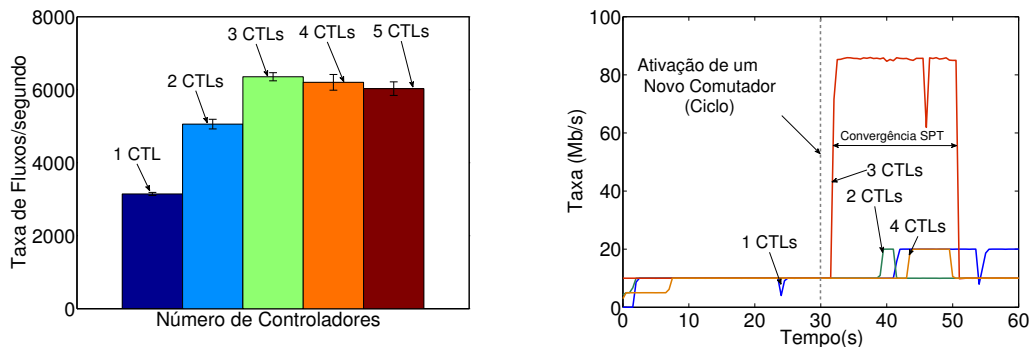 8000
6000
4000
2000
0
Taxa de Fluxos/segundo
1 CTL
2 CTLs
3 CTLs
4 CTLs
5 CTLs
Número de Controladores
100
80
60
40
20
0
Taxa (Mb/s)
Ativação de um
Novo Comutador
(Ciclo)
Convergência SPT
3 CTLs
2 CTLs
4 CTLs
1 CTLs
0
10
20
30
40
50
60
Tempo(s)